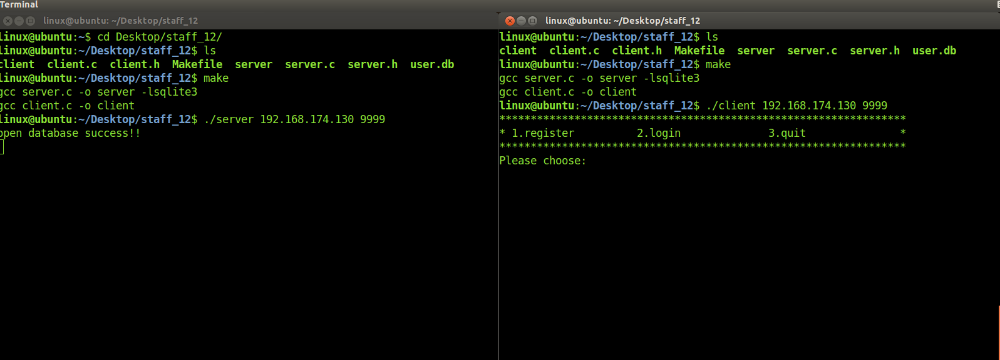 Terminal
linux@ubuntu: ~/Desktop/staff_12
linux@ubuntu:~$ cd Desktop/staff_12/
linux@ubuntu:~/Desktop/staff_12$ ls
client  client.c  client.h  Makefile  server  server.c  server.h  user.db
linux@ubuntu:~/Desktop/staff_12$ make
gcc server.c -o server -lsqlite3
gcc client.c -o client
linux@ubuntu:~/Desktop/staff_12$ ./server 192.168.174.130 9999
open database success!!
linux@ubuntu: ~/Desktop/staff_12
linux@ubuntu:~/Desktop/staff_12$ ls
client  client.c  client.h  Makefile  server  server.c  server.h  user.db
linux@ubuntu:~/Desktop/staff_12$ make
gcc server.c -o server -lsqlite3
gcc client.c -o client
linux@ubuntu:~/Desktop/staff_12$ ./client 192.168.174.130 9999
*****************************************************************
* 1.register          2.login              3.quit               *
*****************************************************************
Please choose: